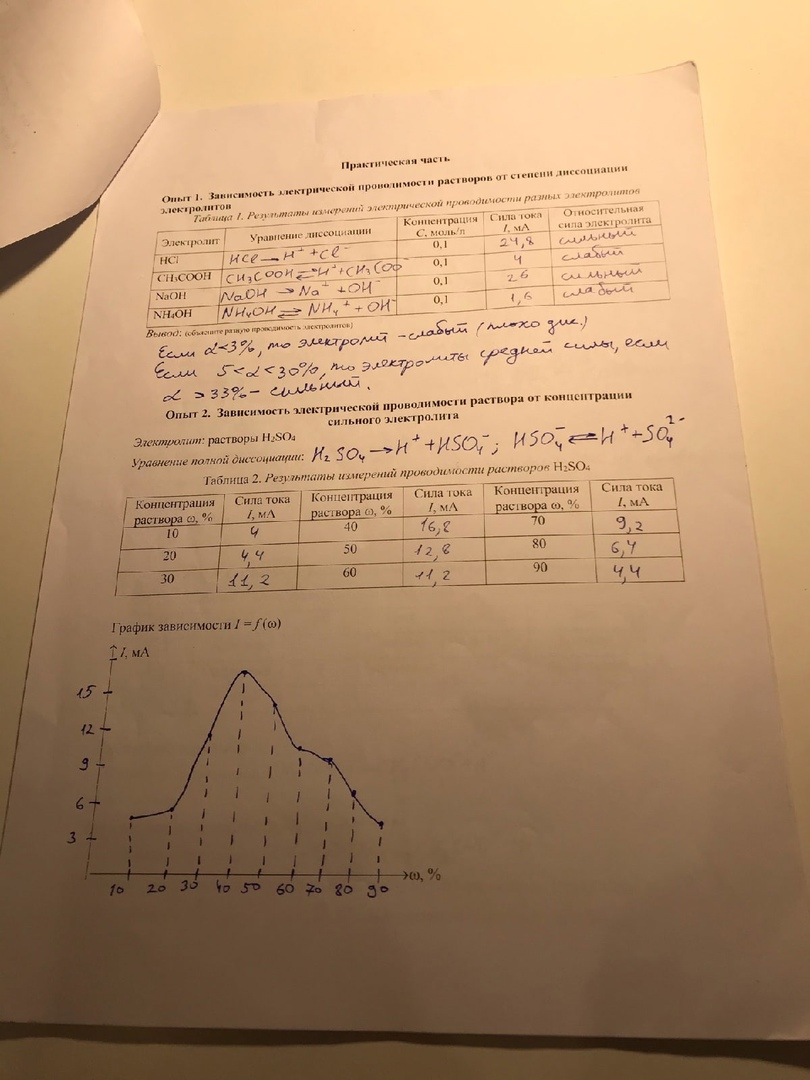 Практическая часть
Опыт 1. Зависимость электрической проводимости растворов от степени диссоциации
электролитов
Таблица 1. Результаты измерений электрической проводимости разных электролитов
Электролит Уравнение диссоциации Концентрация С, моль/л Сила тока I, мА Относительная сила электролита
HCl HCl → H⁺ + Cl⁻ 0,1 24,8 сильный
CH₃COOH CH₃COOH ⇄ H⁺ + CH₃COO⁻ 0,1 4 слабый
NaOH NaOH → Na⁺ + OH⁻ 0,1 26 сильный
NH₄OH NH₄OH ⇄ NH₄⁺ + OH⁻ 0,1 1,6 слабый
Вывод: (объясните разную проводимость электролитов)
Если α<3%, то электролит - слабый (плохо дис.)
Если 5<α<30%, то электролиты средней силы, если
α >33% - сильный.
Опыт 2. Зависимость электрической проводимости раствора от концентрации
сильного электролита
Электролит: растворы H₂SO₄
Уравнение полной диссоциации: H₂SO₄ → H⁺ + HSO₄⁻; HSO₄⁻ ⇄ H⁺ + SO₄²⁻
Таблица 2. Результаты измерений проводимости растворов H₂SO₄
Концентрация раствора ω, % Сила тока I, мА Концентрация раствора ω, % Сила тока I, мА Концентрация раствора ω, % Сила тока I, мА
10 4 40 16,8 70 9,2
20 4,4 50 12,8 80 6,4
30 11,2 60 11,2 90 4,4
График зависимости I = f (ω)
I, мА
15
12
9
6
3
10 20 30 40 50 60 70 80 90 ω, %